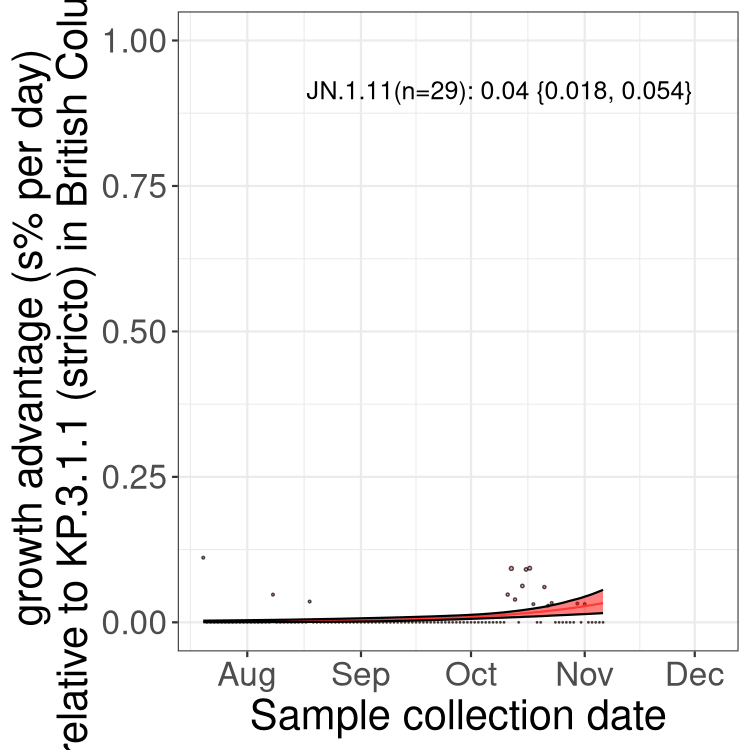 growth advantage (s% per day)
relative to KP.3.1.1 (stricto) in British Colu
1.00
0.75
0.50
0.25
0.00
JN.1.11(n=29): 0.04 {0.018, 0.054}
Aug Sep Oct Nov Dec
Sample collection date